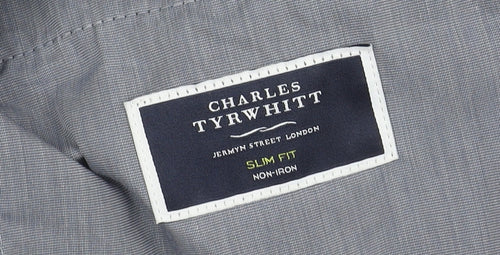 CHARLES
TYRWHITT
JERMYN STREET LONDON
SLIM FIT
NON-IRON